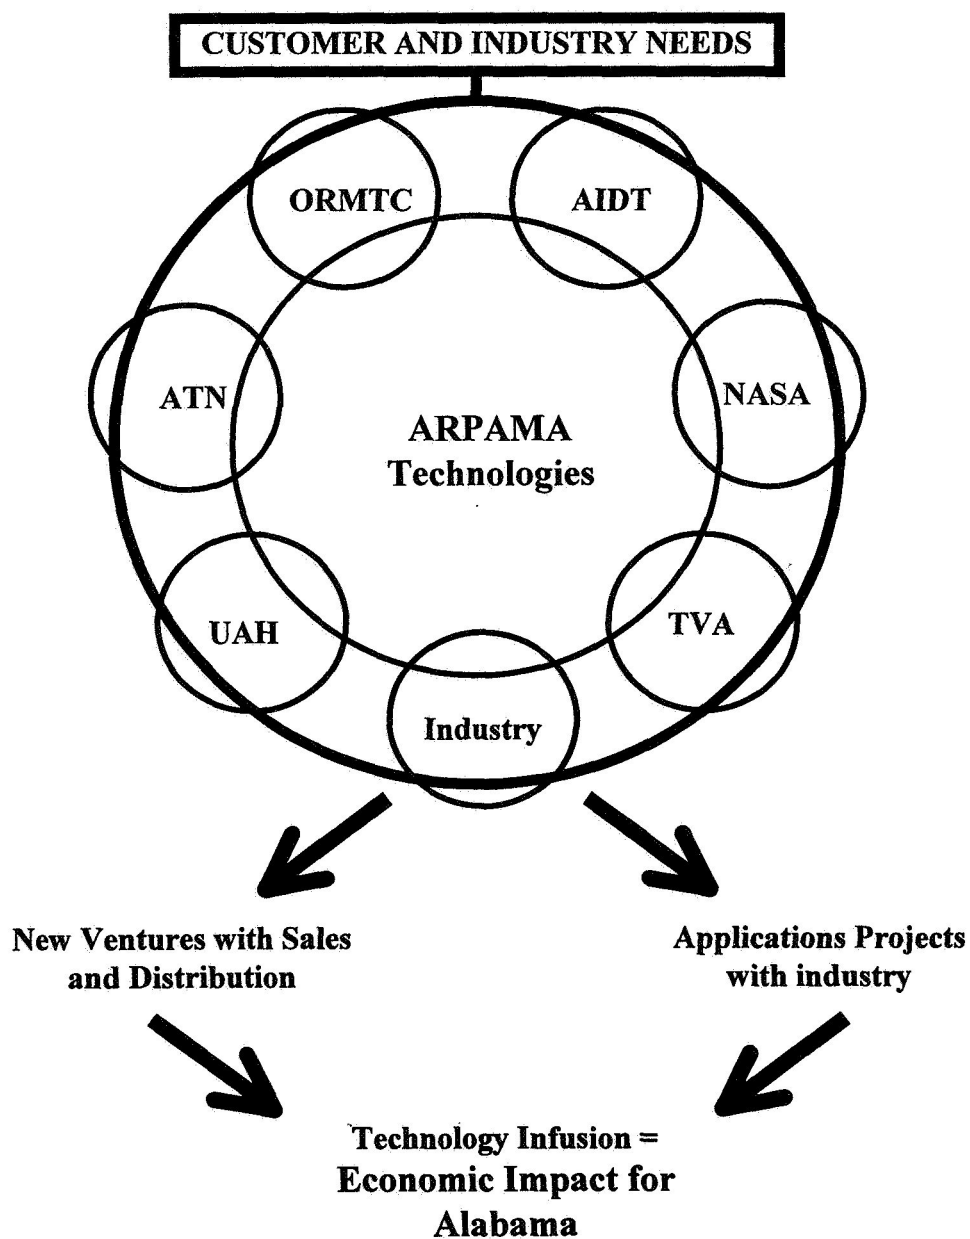 CUSTOMER AND INDUSTRY NEEDS
ORMTC
AIDT
ATN
NASA
ARPAMA
Technologies
UAH
TVA
Industry
New Ventures with Sales
and Distribution
Applications Projects
with industry
Technology Infusion =
Economic Impact for
Alabama